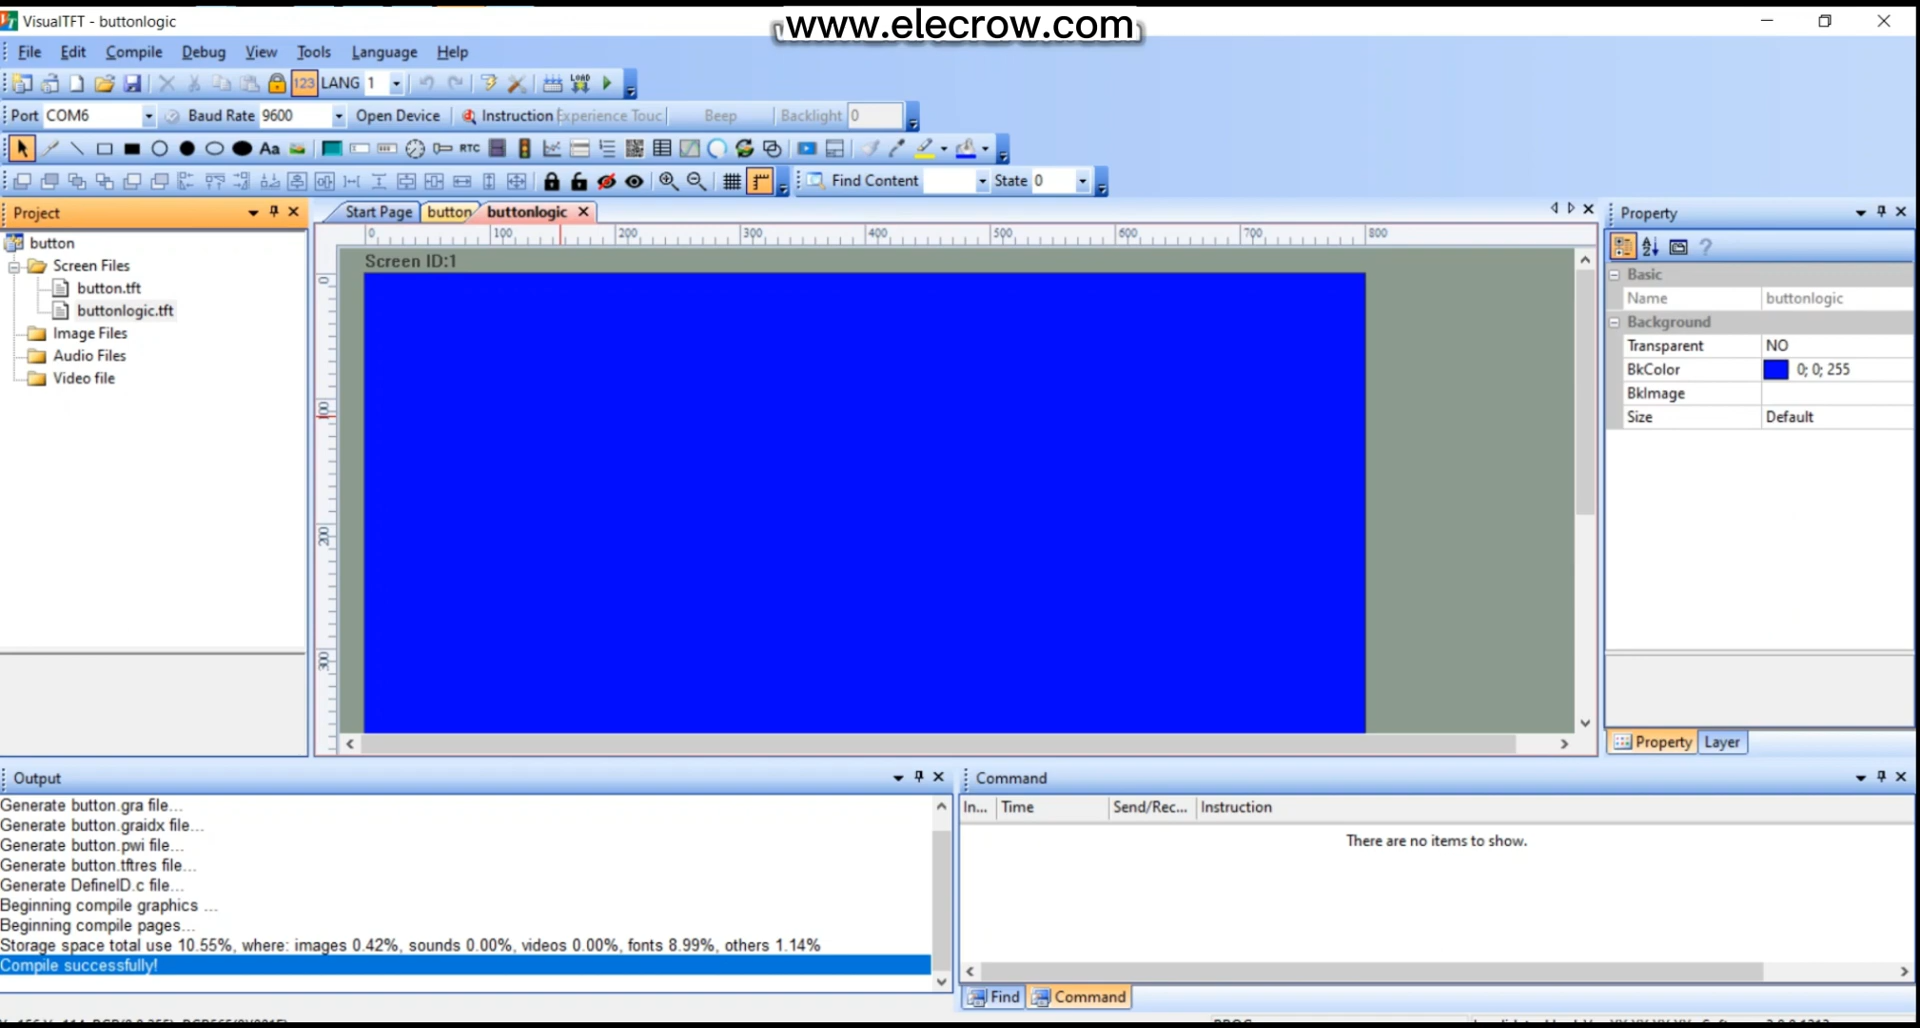 VisualTFT - buttonlogic
www.elecrow.com
File Edit Compile Debug View Tools Language Help
123 LANG 1 LOAD
Port COM6 Baud Rate 9600 Open Device Instruction Experience Touc Beep Backlight 0
Aa RTC
Find Content State 0
Project
button
Screen Files
button.tft
buttonlogic.tft
Image Files
Audio Files
Video file
Start Page button buttonlogic
0 100 200 300 400 500 600 700 800
Screen ID:1
0
100
200
300
Property
Basic
Name buttonlogic
Background
Transparent NO
BkColor 0; 0; 255
BkImage
Size Default
Property Layer
Output
Generate button.gra file...
Generate button.graidx file...
Generate button.pwi file...
Generate button.tftres file...
Generate DefineID.c file...
Beginning compile graphics ...
Beginning compile pages...
Storage space total use 10.55%, where: images 0.42%, sounds 0.00%, videos 0.00%, fonts 8.99%, others 1.14%
Compile successfully!
Command
In... Time Send/Rec... Instruction
There are no items to show.
Find Command